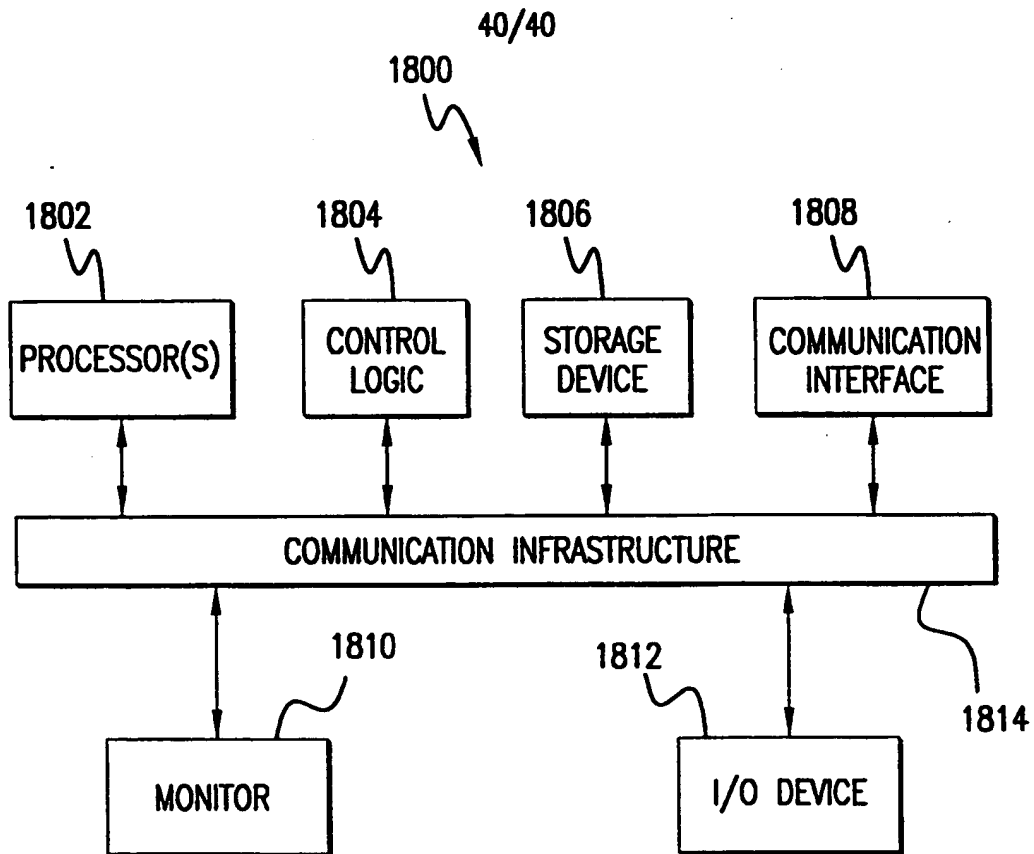 40/40
1800
1802
1804
1806
1808
PROCESSOR(S)
CONTROL
LOGIC
STORAGE
DEVICE
COMMUNICATION
INTERFACE
COMMUNICATION INFRASTRUCTURE
1810
1812
1814
MONITOR
I/O DEVICE